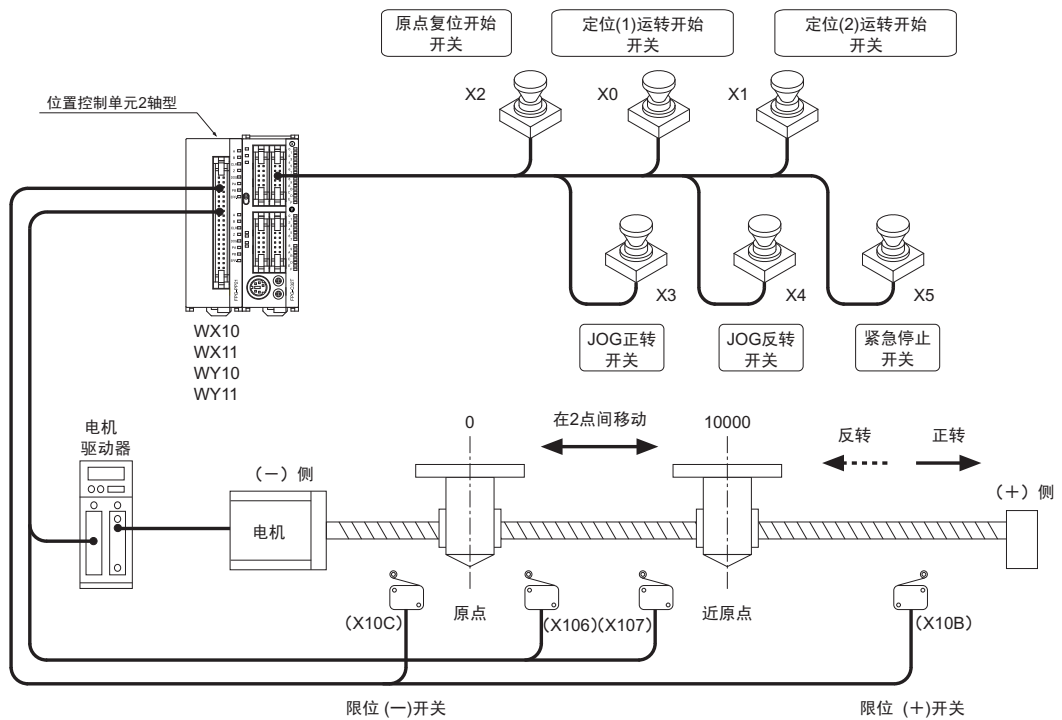 原点复位开始
开关
定位(1)运转开始
开关
定位(2)运转开始
开关
X2
X0
X1
位置控制单元2轴型
X3
X4
X5
JOG正转
开关
JOG反转
开关
紧急停止
开关
WX10
WX11
WY10
WY11
电机
驱动器
0
在2点间移动
10000
反转
正转
（－）侧
（＋）侧
电机
（X10C）
原点
（X106）（X107）
近原点
（X10B）
限位 (—)开关
限位 (＋)开关